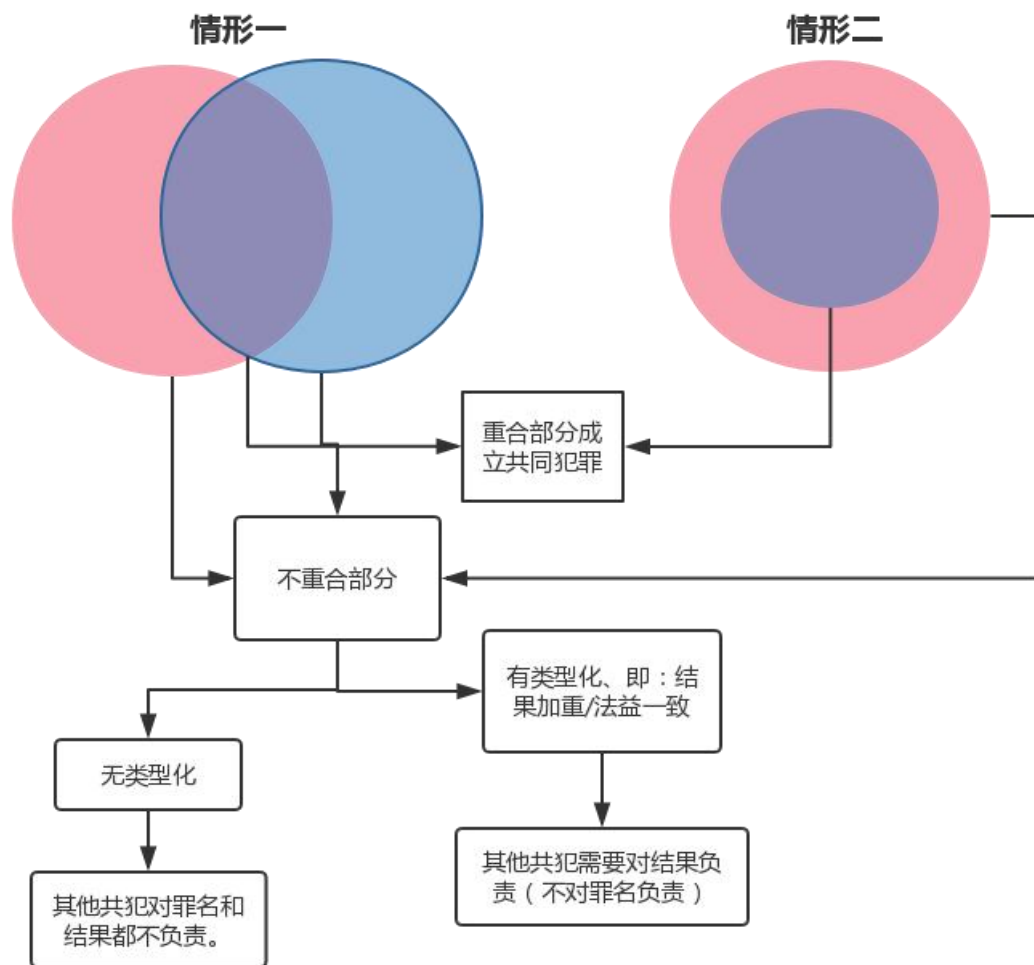 情形一
情形二
重合部分成
立共同犯罪
不重合部分
有类型化、即：结
果加重/法益一致
无类型化
其他共犯需要对结果负
责（不对罪名负责）
其他共犯对罪名和
结果都不负责。